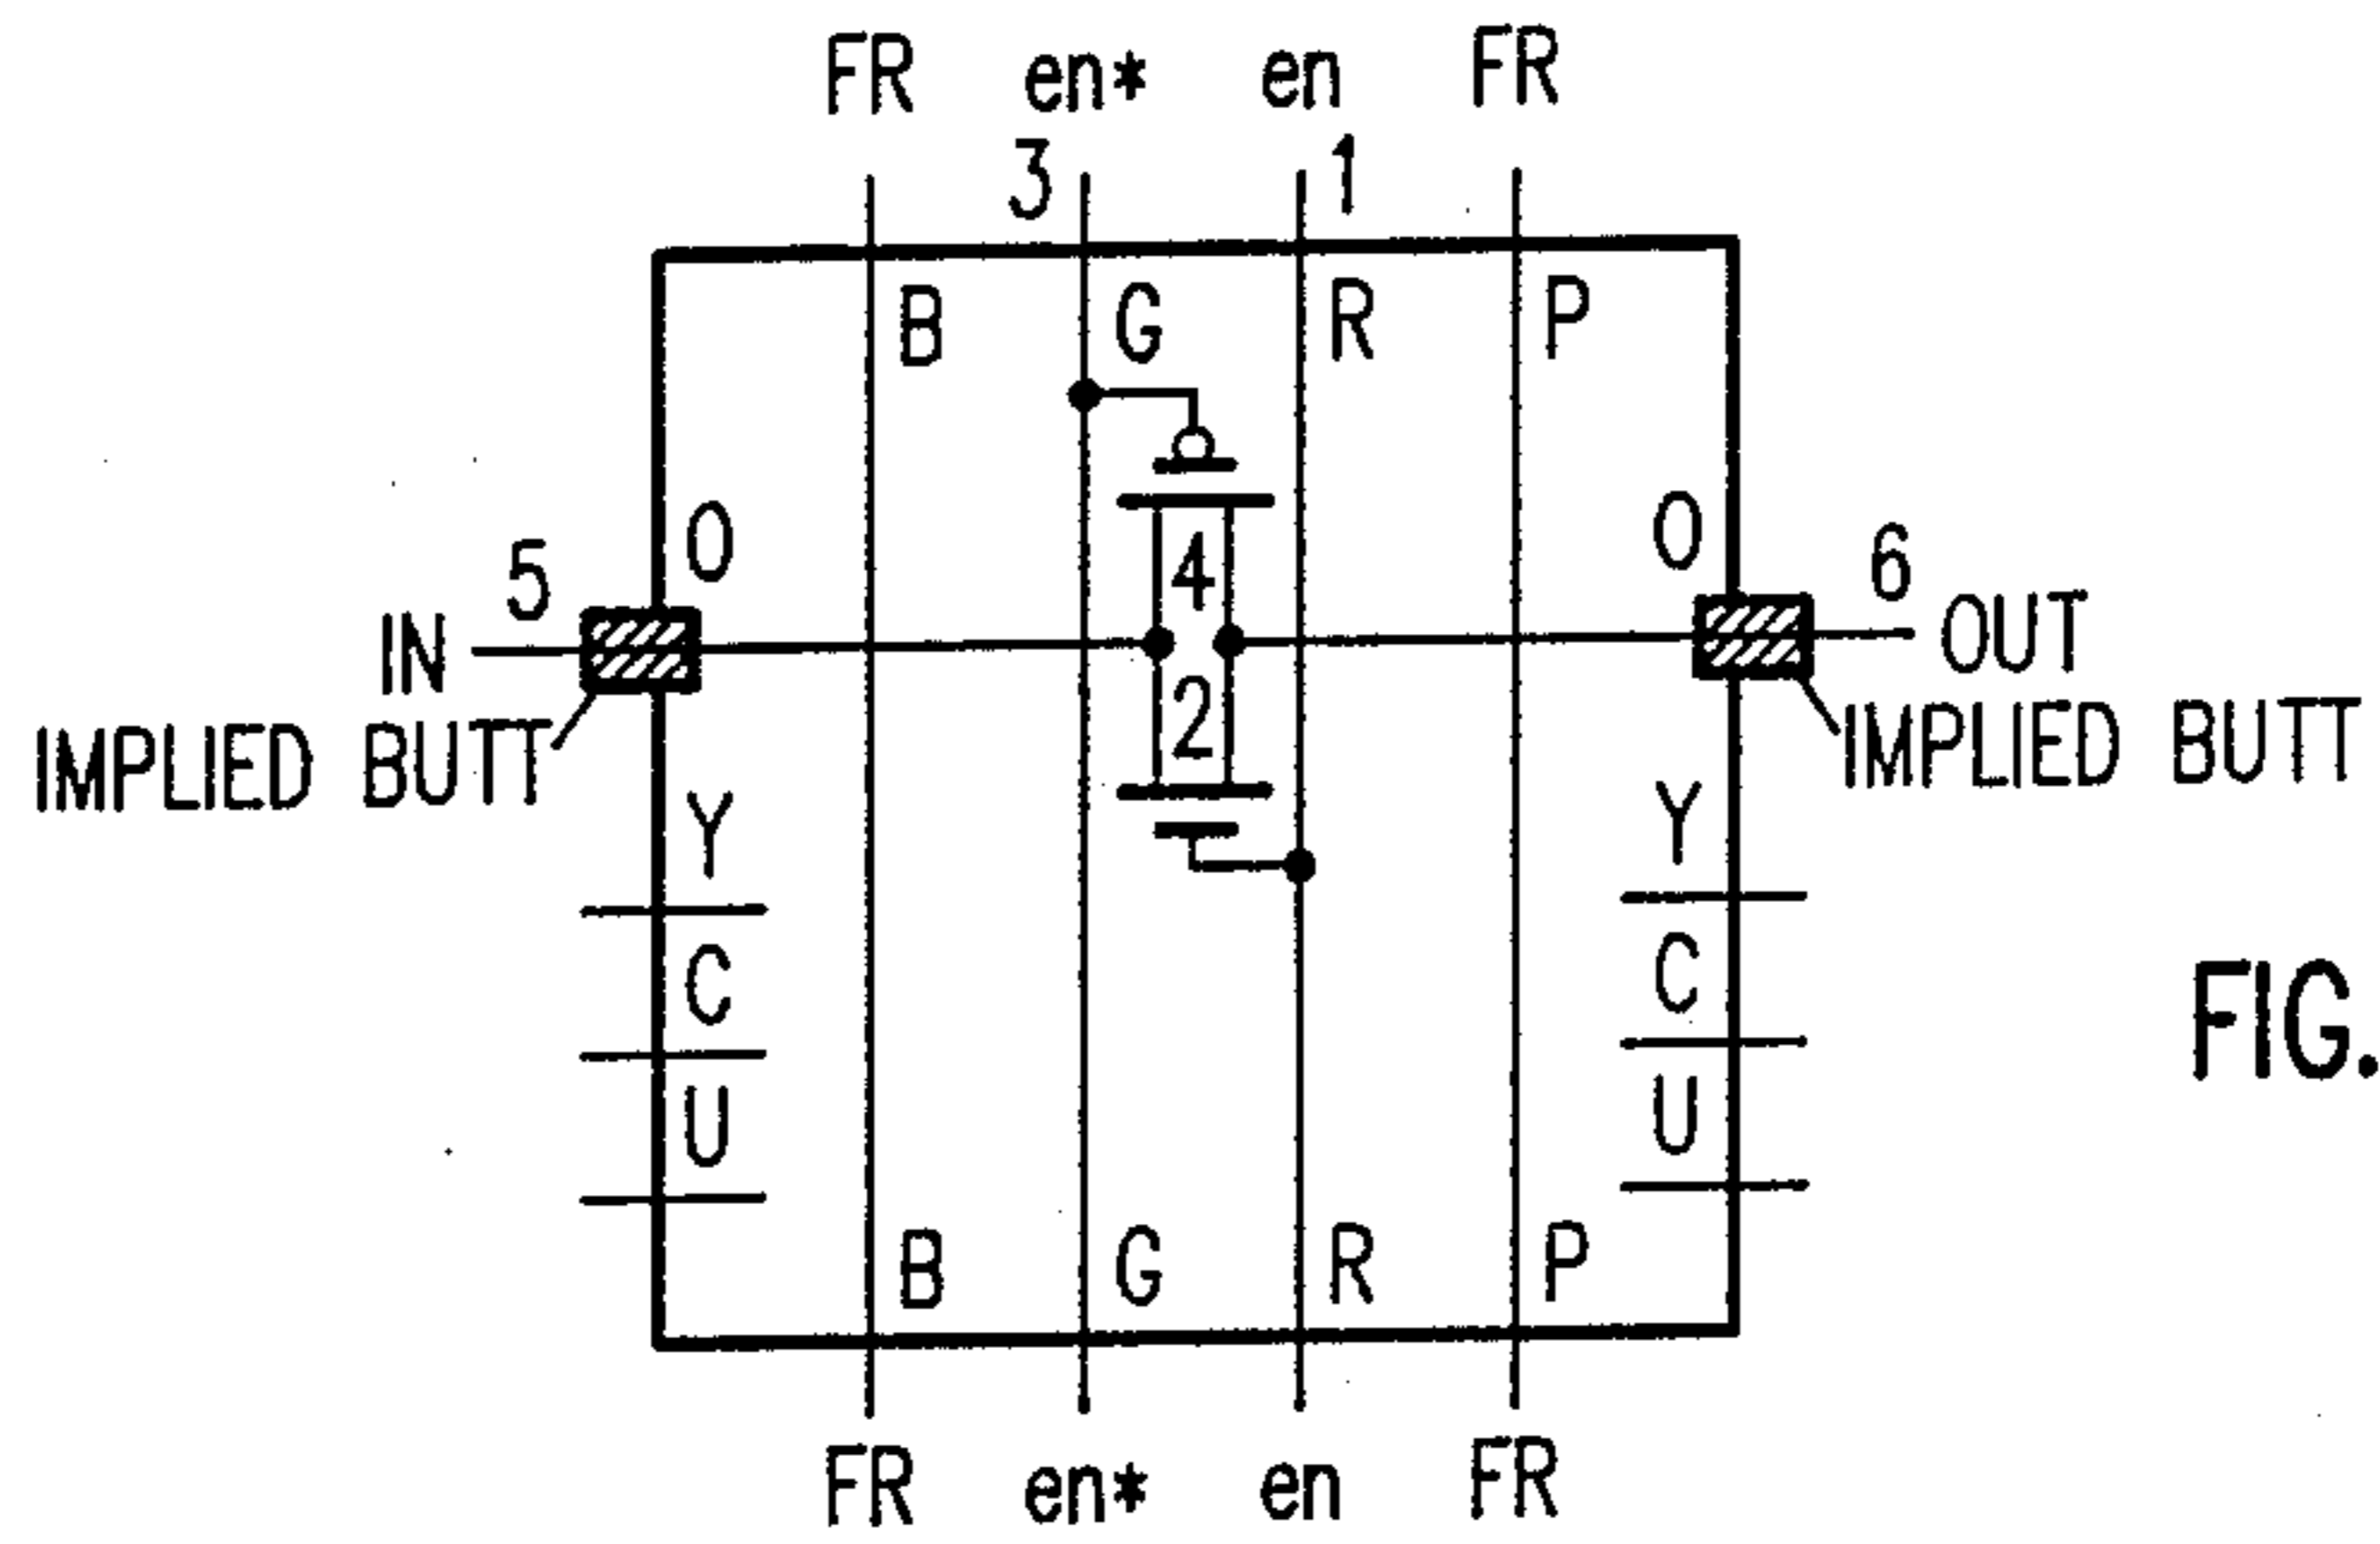 FR en* en FR
3 1
B G R P
O O
5 4 6
IN OUT
IMPLIED BUTT 2 IMPLIED BUTT
Y Y
C C
FIG.
U U
B G R P
FR en* en FR